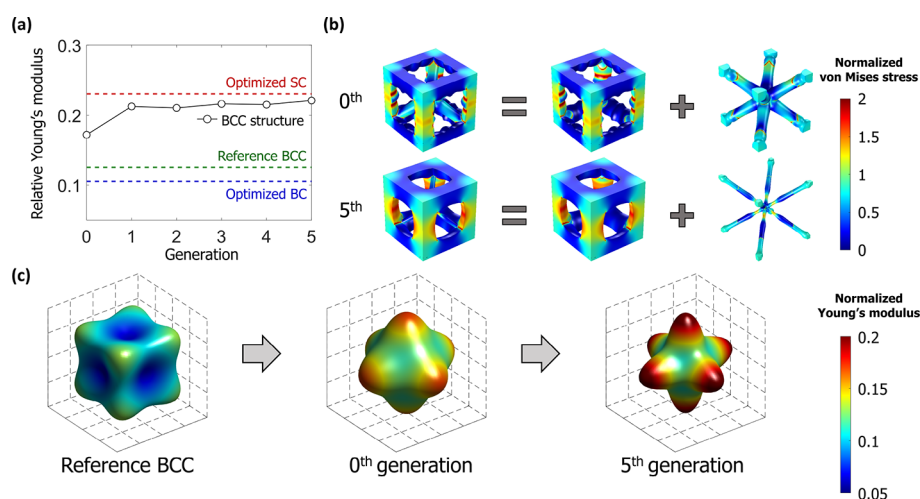 (a)
Relative Young's modulus
0.3
0.2
0.1
Optimized SC
BCC structure
Reference BCC
Optimized BC
0 1 2 3 4 5
Generation
(b)
0th
5th
Normalized
von Mises stress
2
1.5
1
0.5
0
(c)
Reference BCC
0th generation
5th generation
Normalized
Young's modulus
0.2
0.15
0.1
0.05